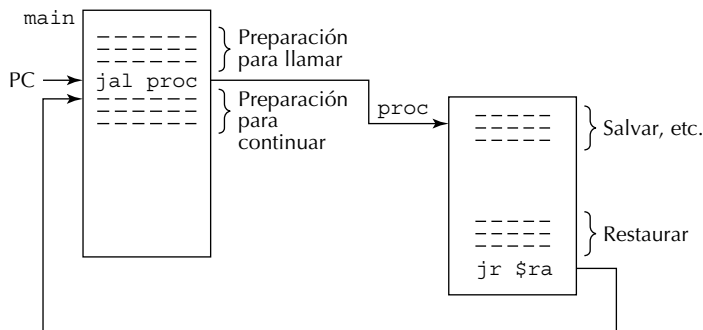 main
Preparación
para llamar
PC
jal proc
Preparación
para
continuar
proc
Salvar, etc.
Restaurar
jr $ra